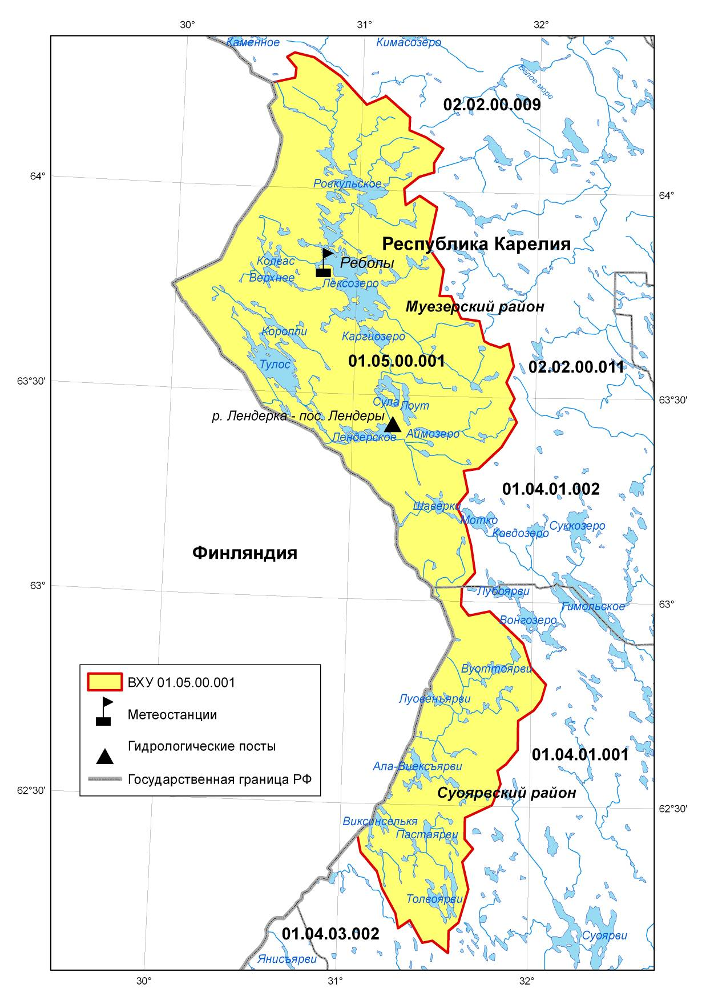 30°
31°
32°
Каменное
Кимасозеро
Белое море
02.02.00.009
64°
Ровкульское
64°
Республика Карелия
Колвас
Реболы
Верхнее
Лексозеро
Муезерский район
Короппи
Каргиозеро
Тулос
01.05.00.001
02.02.00.011
63°30'
63°30'
Сула
Лоут
р. Лендерка - пос. Лендеры
Лендерское
Аймозеро
01.04.01.002
Шаверки
Мотко
Суккозеро
Ковдозеро
Финляндия
63°
Лубоярви
Гимольское
63°
Вонгозеро
Вуоттоярви
ВХУ 01.05.00.001
Луовенъярви
Метеостанции
Гидрологические посты
01.04.01.001
Ала-Виексъярви
Государственная граница РФ
62°30'
Суоярвский район
62°30'
Виксинселькя
Пастаярви
Толвоярви
01.04.03.002
Суоярви
Янисъярви
30°
31°
32°